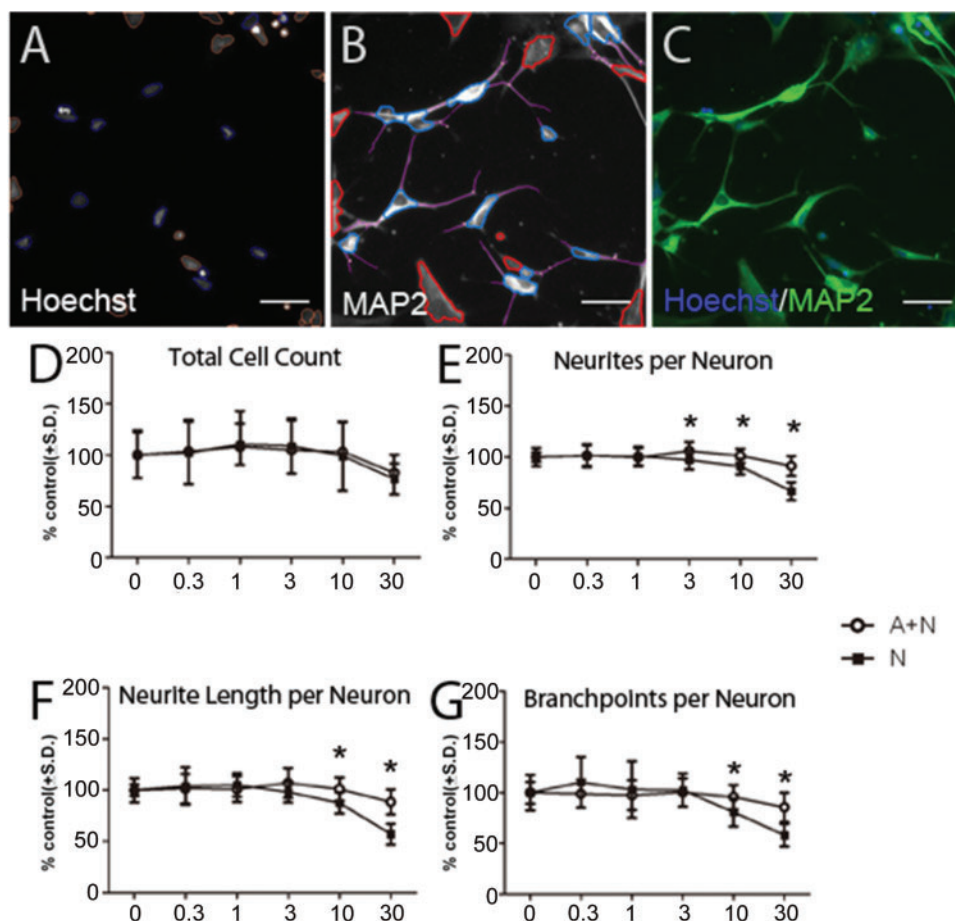 A
B
C
Hoechst
MAP2
Hoechst/MAP2
D
Total Cell Count
% control(+S.D.)
200
150
100
50
0
0 0.3 1 3 10 30
E
Neurites per Neuron
% control(+S.D.)
200
150
100
50
0
* * *
0 0.3 1 3 10 30
A+N
N
F
Neurite Length per Neuron
% control(+S.D.)
200
150
100
50
0
* *
0 0.3 1 3 10 30
G
Branchpoints per Neuron
% control(+S.D.)
200
150
100
50
0
* *
0 0.3 1 3 10 30